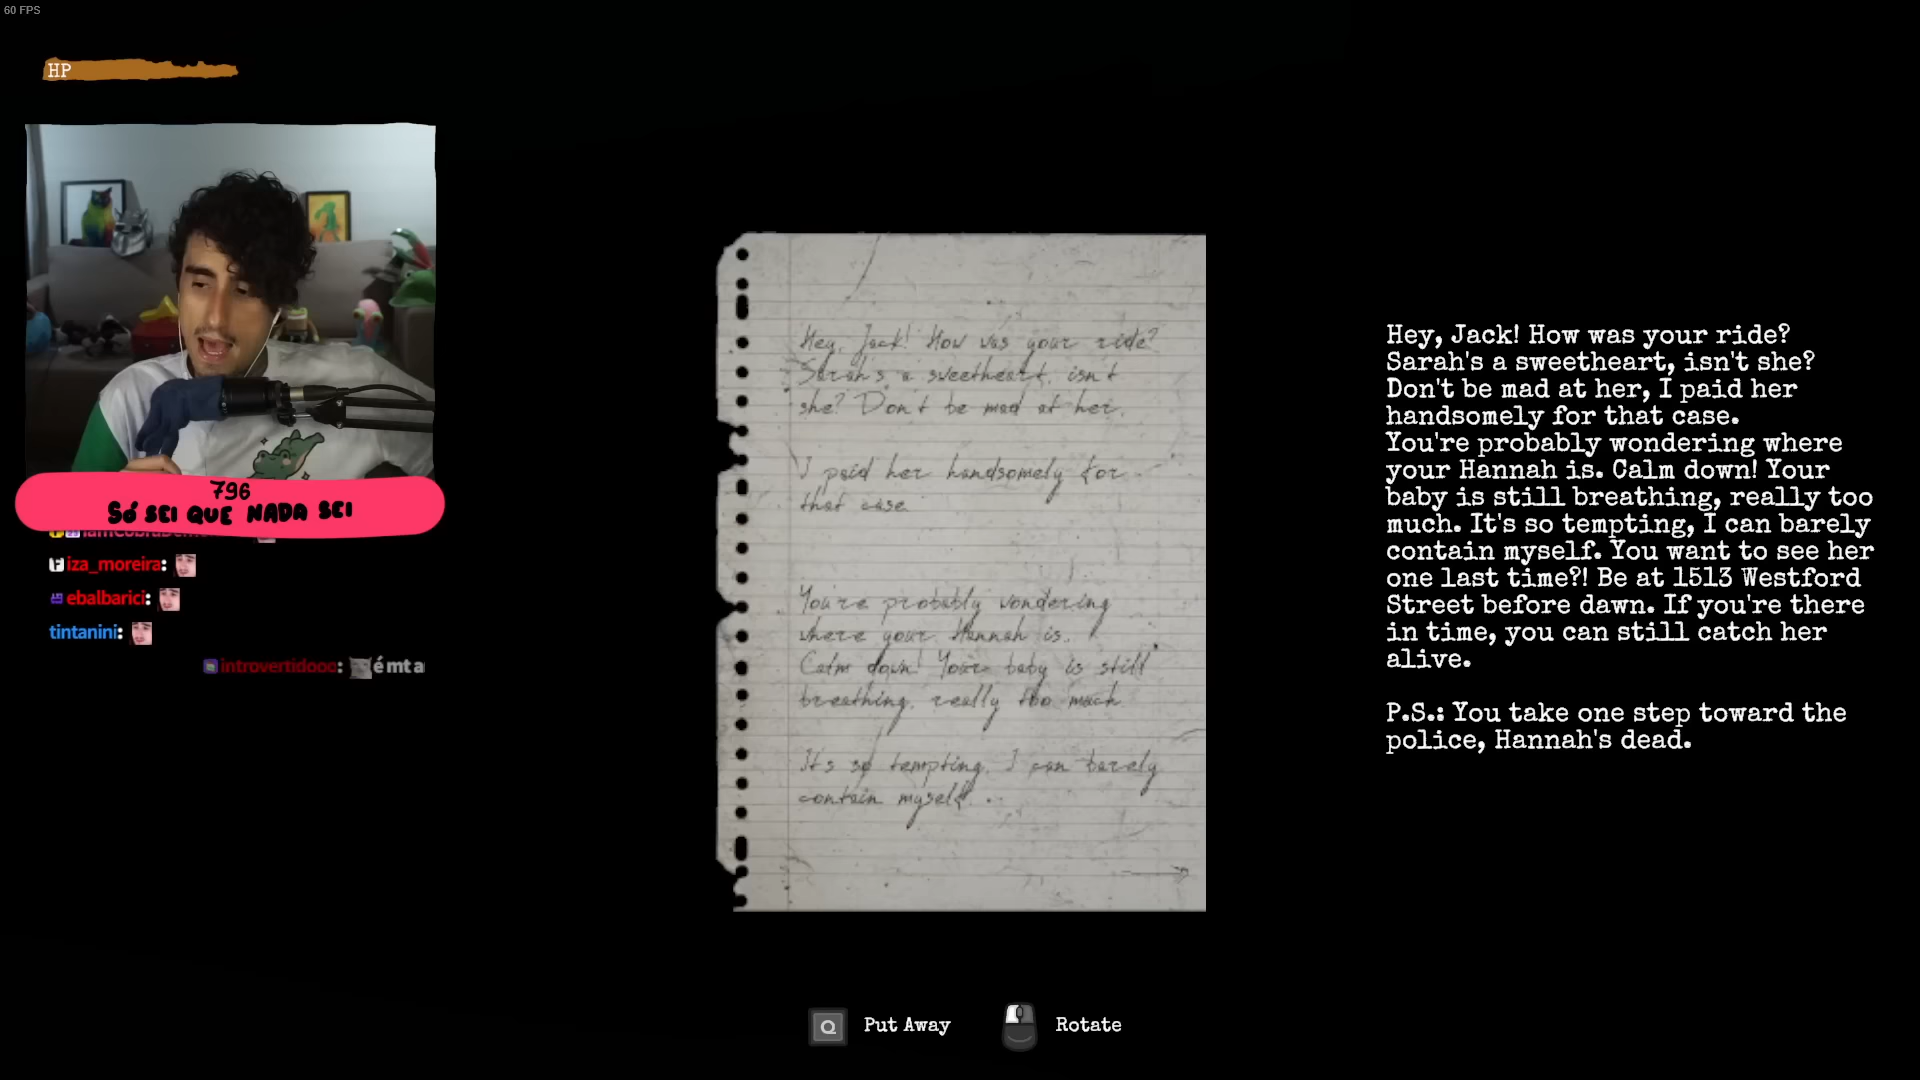 60 FPS
HP
796
Só SEI QUE NADA SEI
iza_moreira:
ebalbarici:
tintanini:
introvertidooo: é mt a
Hey, Jack! How was your ride?
Sarah's a sweetheart, isn't
she? Don't be mad at her.
I paid her handsomely for
that case.
You're probably wondering
where your Hannah is.
Calm down! Your baby is still
breathing, really too much.
It's so tempting, I can barely
contain myself.
Hey, Jack! How was your ride?
Sarah's a sweetheart, isn't she?
Don't be mad at her, I paid her
handsomely for that case.
You're probably wondering where
your Hannah is. Calm down! Your
baby is still breathing, really too
much. It's so tempting, I can barely
contain myself. You want to see her
one last time?! Be at 1513 Westford
Street before dawn. If you're there
in time, you can still catch her
alive.
P.S.: You take one step toward the
police, Hannah's dead.
Q Put Away
Rotate